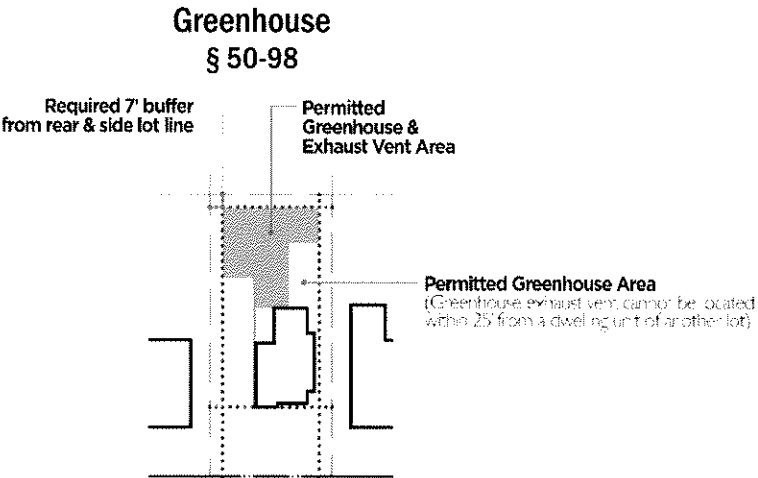 Greenhouse
§ 50-98
Required 7' buffer
from rear & side lot line
Permitted
Greenhouse &
Exhaust Vent Area
Permitted Greenhouse Area
(Greenhouse exhaust vent cannot be located
within 25' from a dwelling unit of another lot)